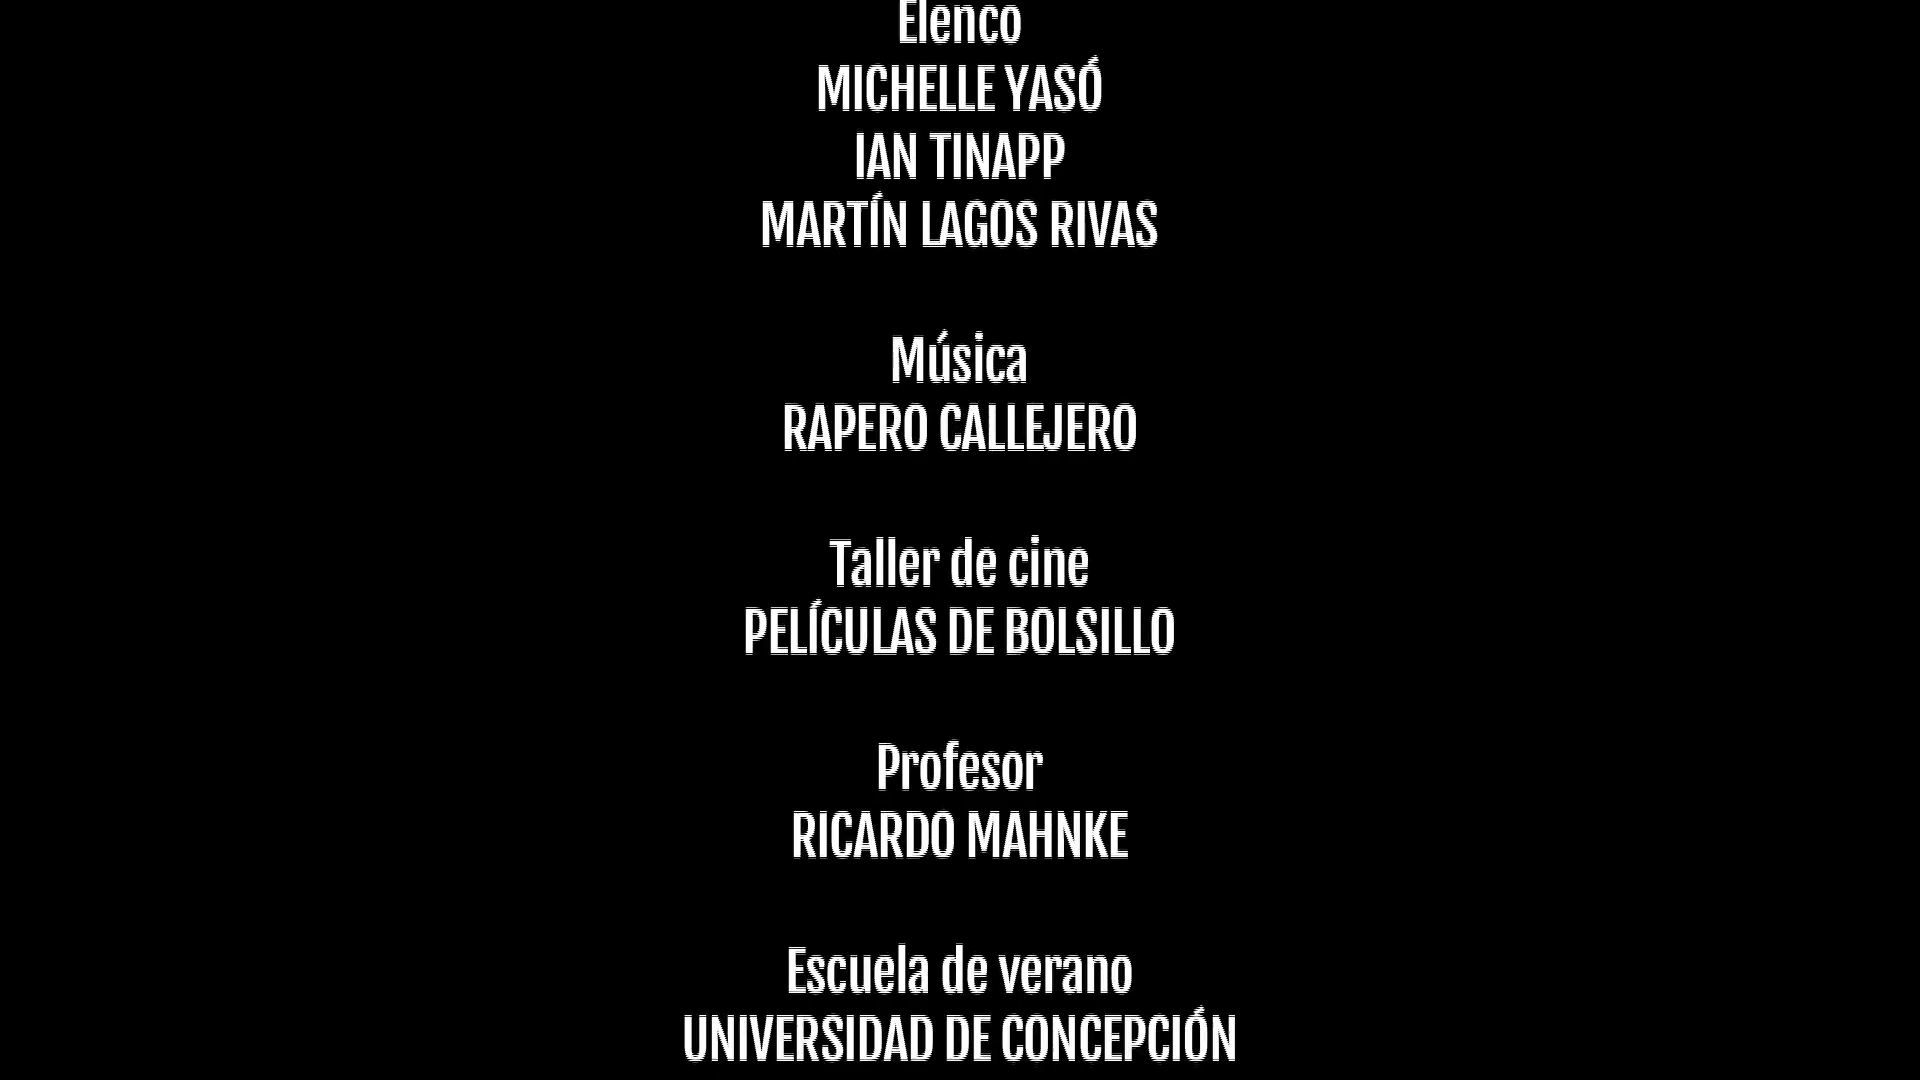 Elenco
MICHELLE YASÓ
IAN TINAPP
MARTÍN LAGOS RIVAS
Música
RAPERO CALLEJERO
Taller de cine
PELÍCULAS DE BOLSILLO
Profesor
RICARDO MAHNKE
Escuela de verano
UNIVERSIDAD DE CONCEPCIÓN